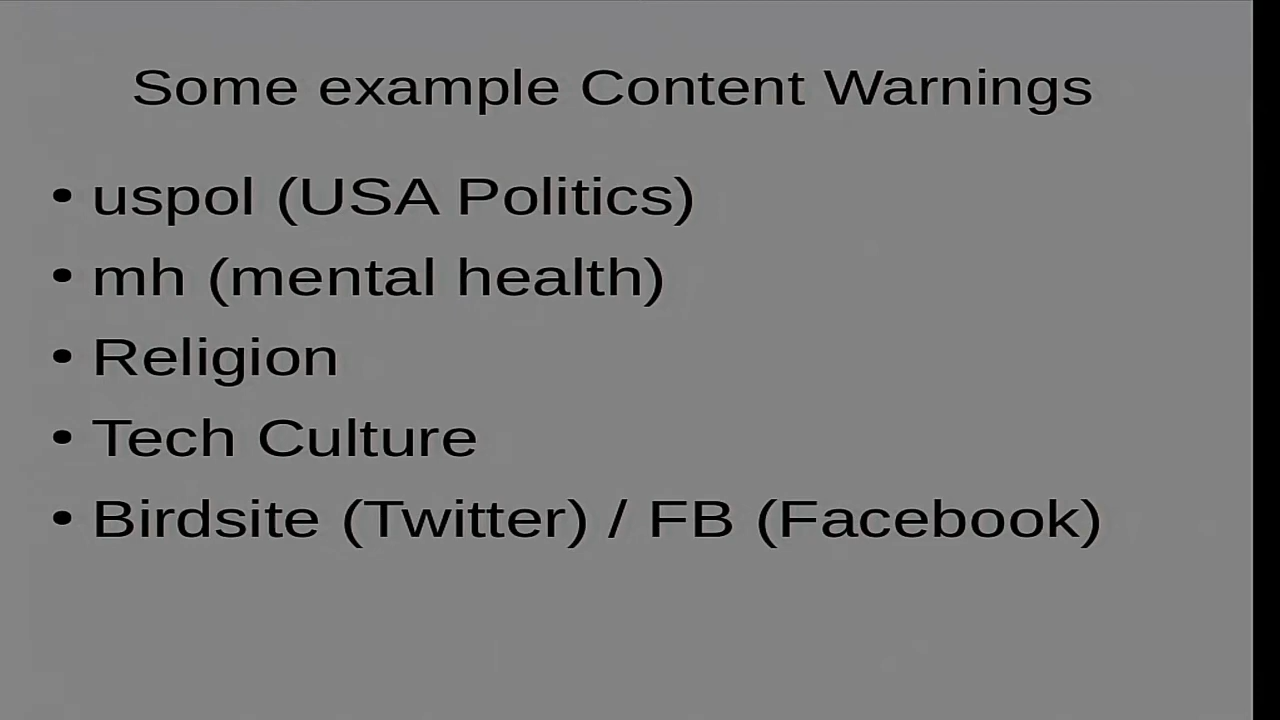 Some example Content Warnings
• uspol (USA Politics)
• mh (mental health)
• Religion
• Tech Culture
• Birdsite (Twitter) / FB (Facebook)